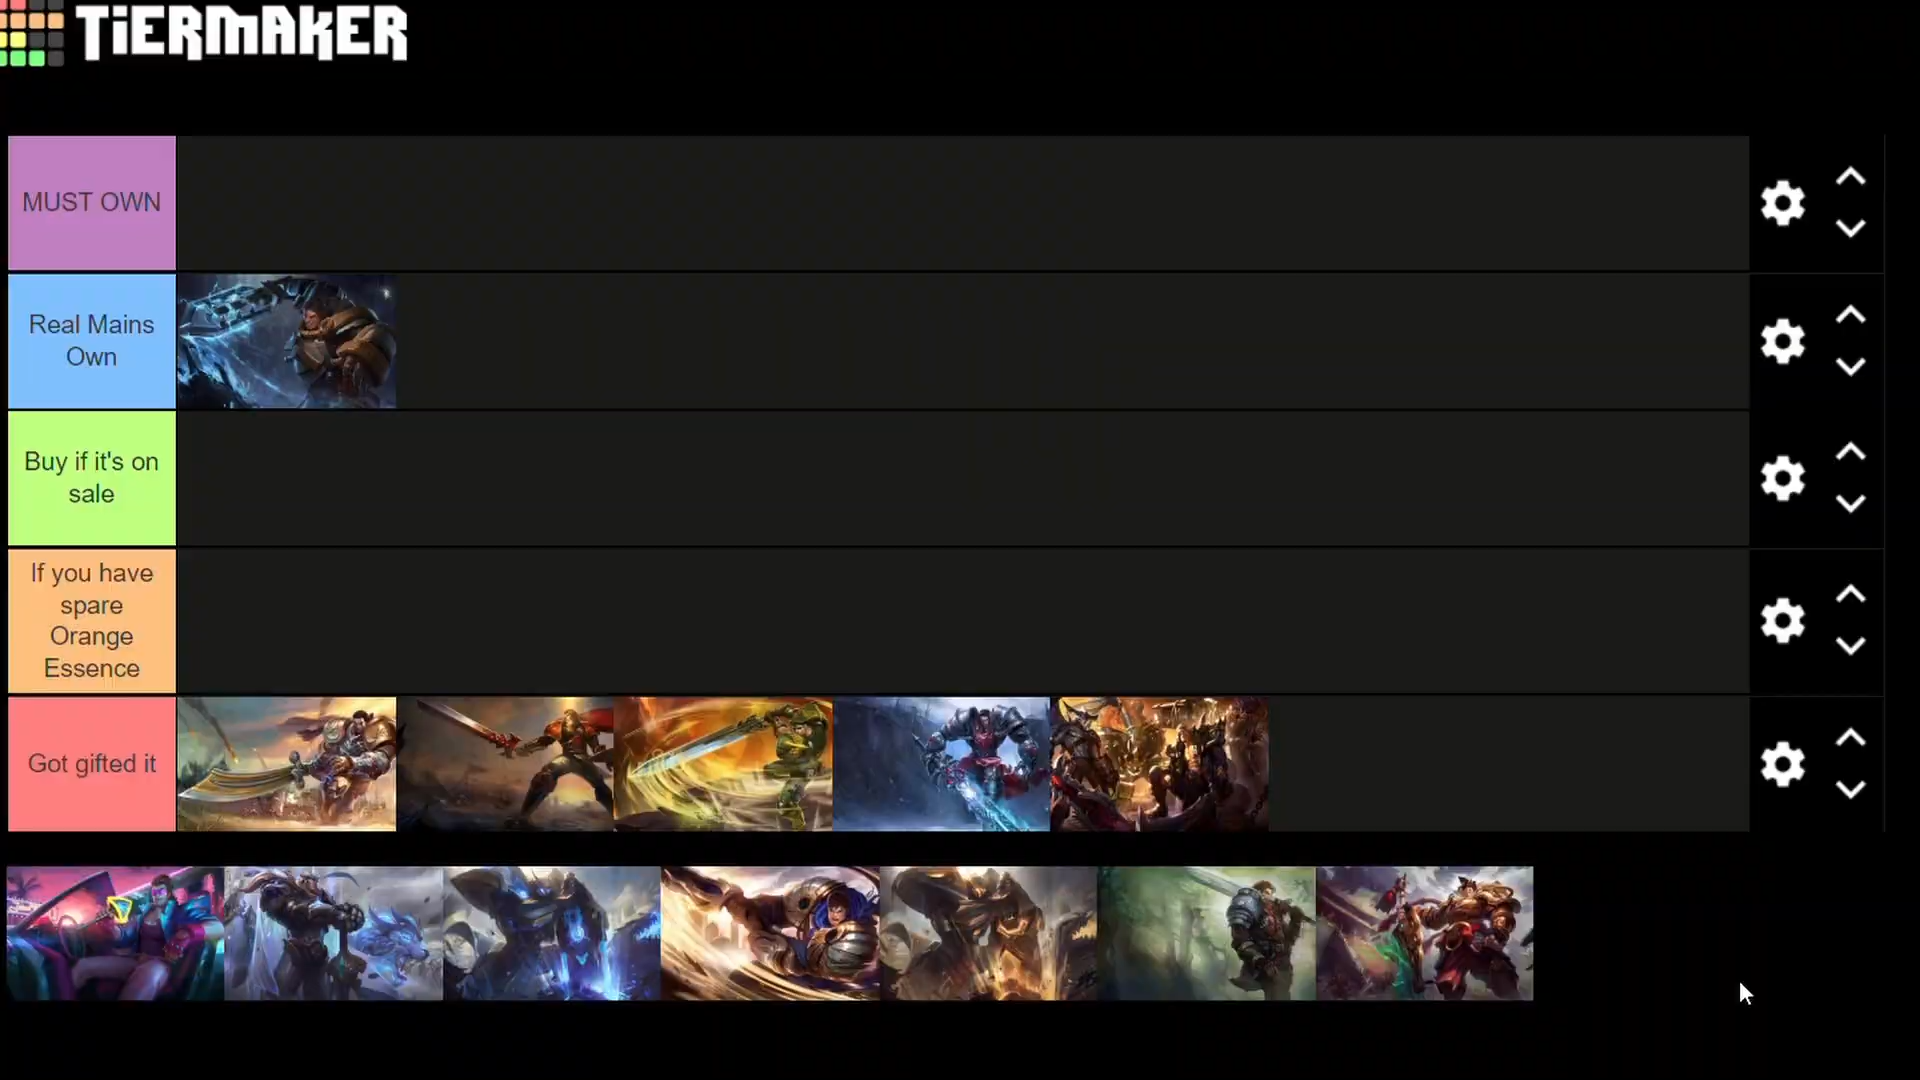 TiERMAKER
MUST OWN
Real Mains
Own
Buy if it's on
sale
If you have
spare
Orange
Essence
Got gifted it